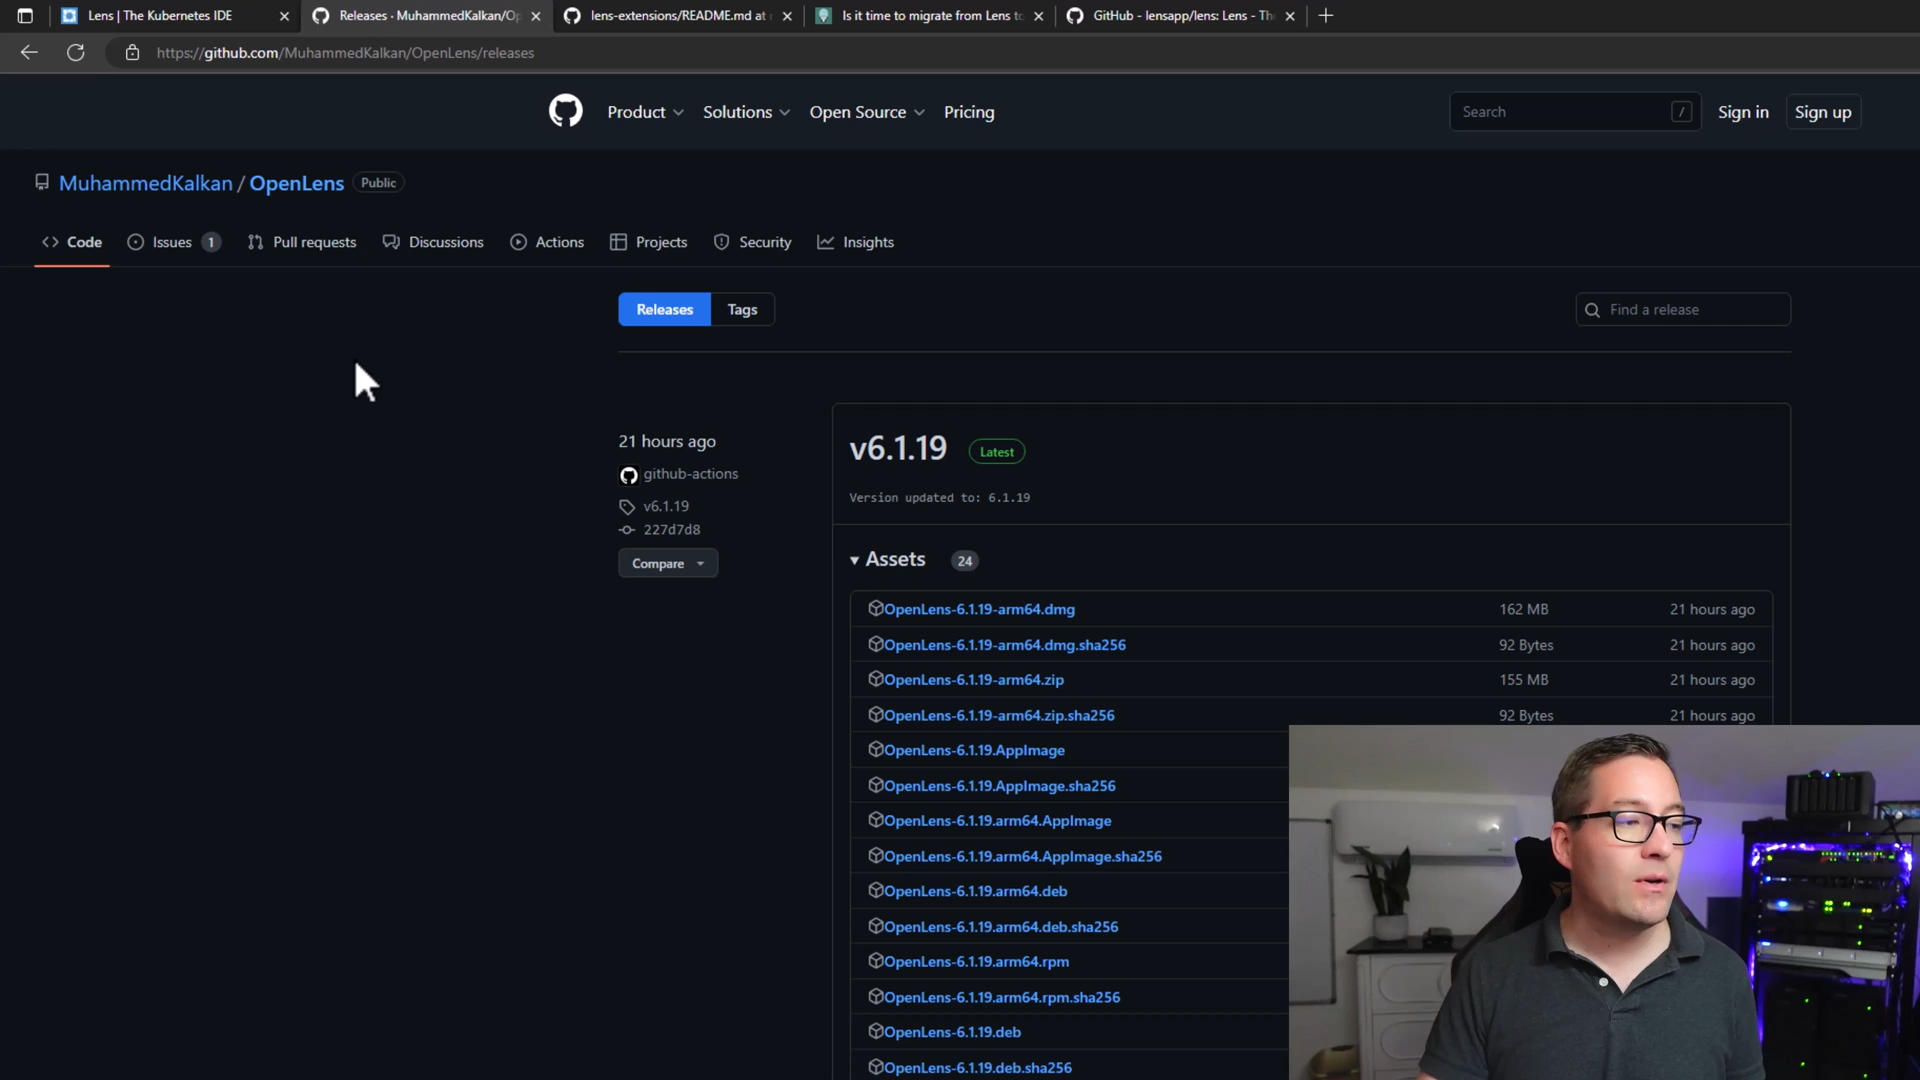 Lens | The Kubernetes IDE
Releases · MuhammedKalkan/Op
lens-extensions/README.md at
Is it time to migrate from Lens to
GitHub - lensapp/lens: Lens - The
https://github.com/MuhammedKalkan/OpenLens/releases
Product
Solutions
Open Source
Pricing
Search /
Sign in
Sign up
MuhammedKalkan / OpenLens Public
Code
Issues 1
Pull requests
Discussions
Actions
Projects
Security
Insights
Releases
Tags
Find a release
21 hours ago
github-actions
v6.1.19
227d7d8
Compare
v6.1.19 Latest
Version updated to: 6.1.19
Assets 24
OpenLens-6.1.19-arm64.dmg 162 MB 21 hours ago
OpenLens-6.1.19-arm64.dmg.sha256 92 Bytes 21 hours ago
OpenLens-6.1.19-arm64.zip 155 MB 21 hours ago
OpenLens-6.1.19-arm64.zip.sha256 92 Bytes 21 hours ago
OpenLens-6.1.19.AppImage
OpenLens-6.1.19.AppImage.sha256
OpenLens-6.1.19.arm64.AppImage
OpenLens-6.1.19.arm64.AppImage.sha256
OpenLens-6.1.19.arm64.deb
OpenLens-6.1.19.arm64.deb.sha256
OpenLens-6.1.19.arm64.rpm
OpenLens-6.1.19.arm64.rpm.sha256
OpenLens-6.1.19.deb
OpenLens-6.1.19.deb.sha256